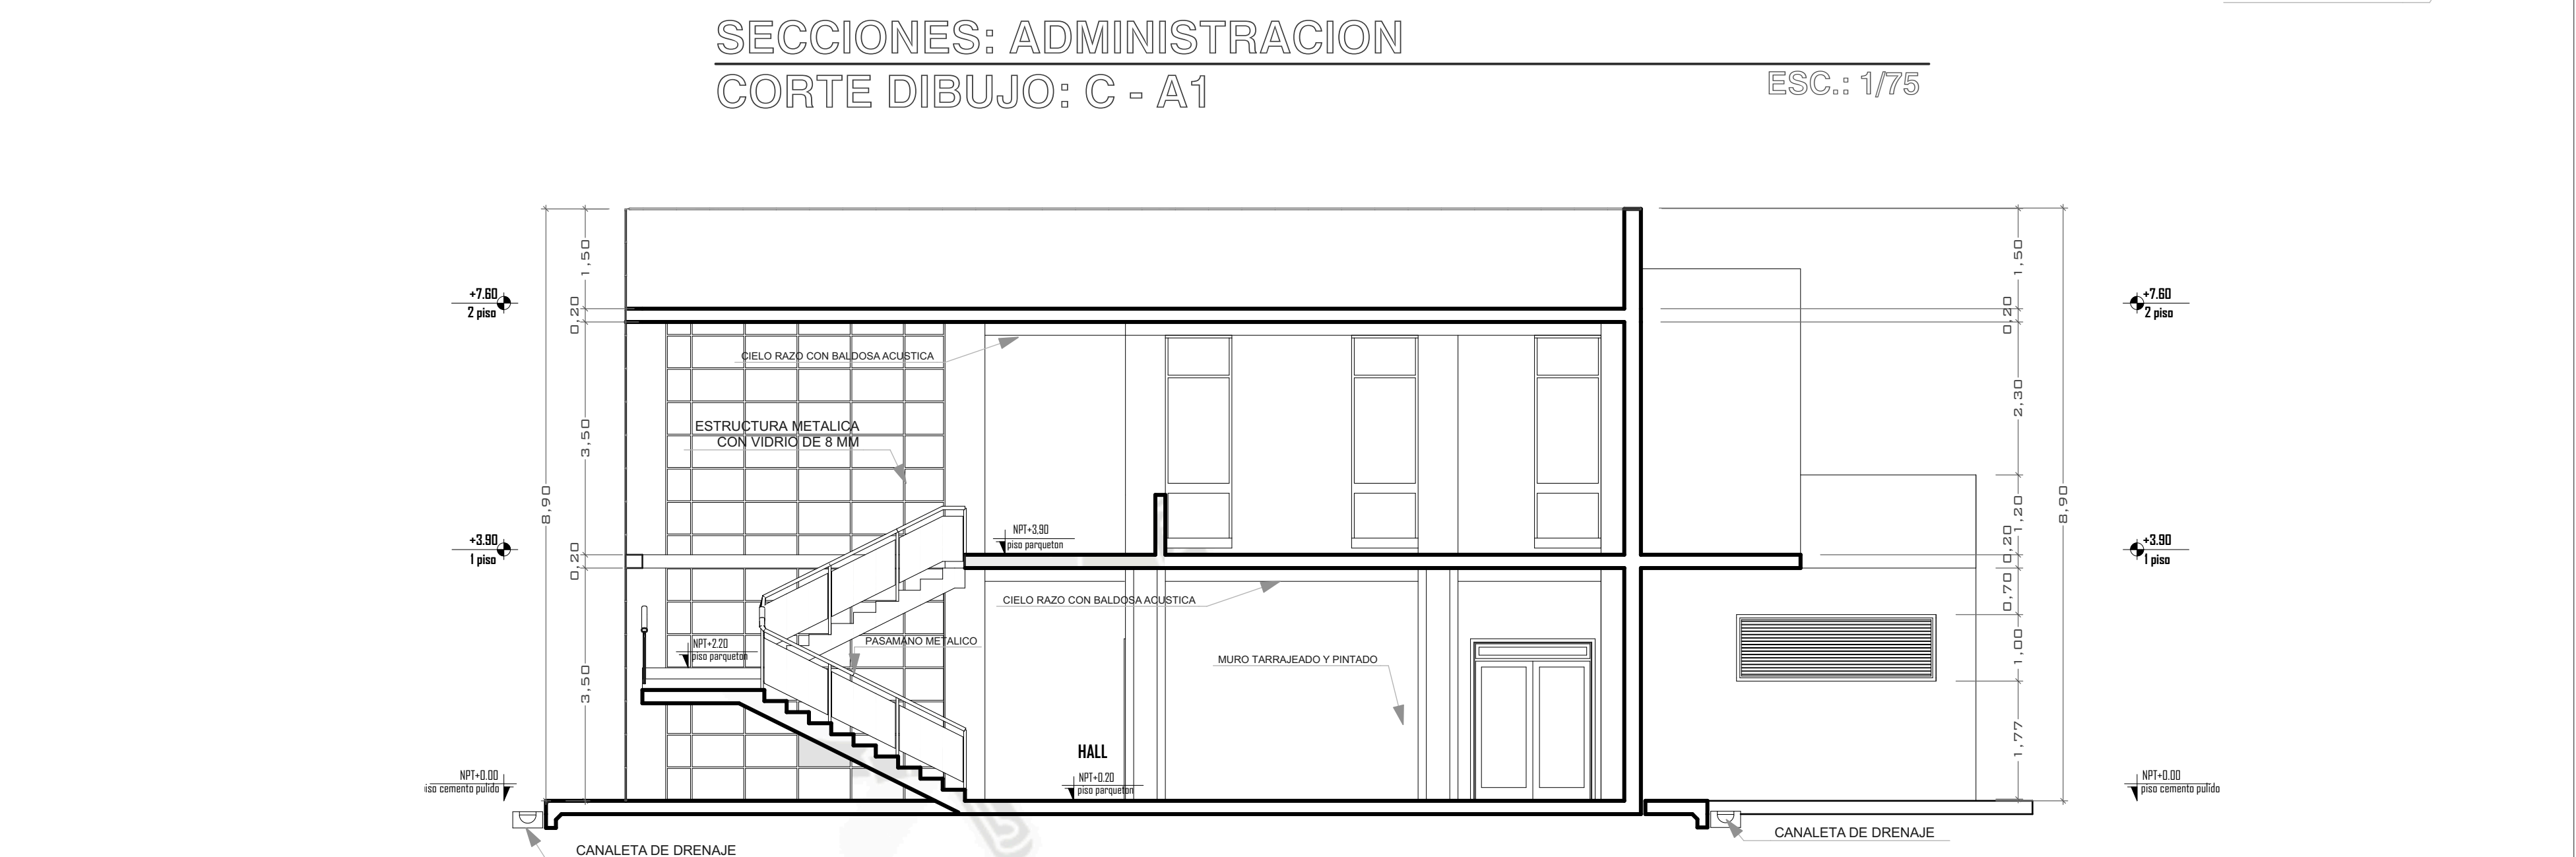 SECCIONES: ADMINISTRACION
CORTE DIBUJO: C - A1
ESC.: 1/75
1,50
0,20
3,50
0,20
3,50
8,90
+7.60
2 piso
+3.90
1 piso
NPT+0.00
piso cemento pulido
CIELO RAZO CON BALDOSA ACUSTICA
ESTRUCTURA METALICA
CON VIDRIO DE 8 MM
NPT+3,90
piso parqueton
CIELO RAZO CON BALDOSA ACUSTICA
NPT+2.20
piso parqueton
PASAMANO METALICO
MURO TARRAJEADO Y PINTADO
HALL
NPT+0.20
piso parqueton
1,50
0,20
2,30
1,20
0,20
0,70
1,00
1,77
8,90
+7.60
2 piso
+3.90
1 piso
NPT+0.00
piso cemento pulido
CANALETA DE DRENAJE
CANALETA DE DRENAJE